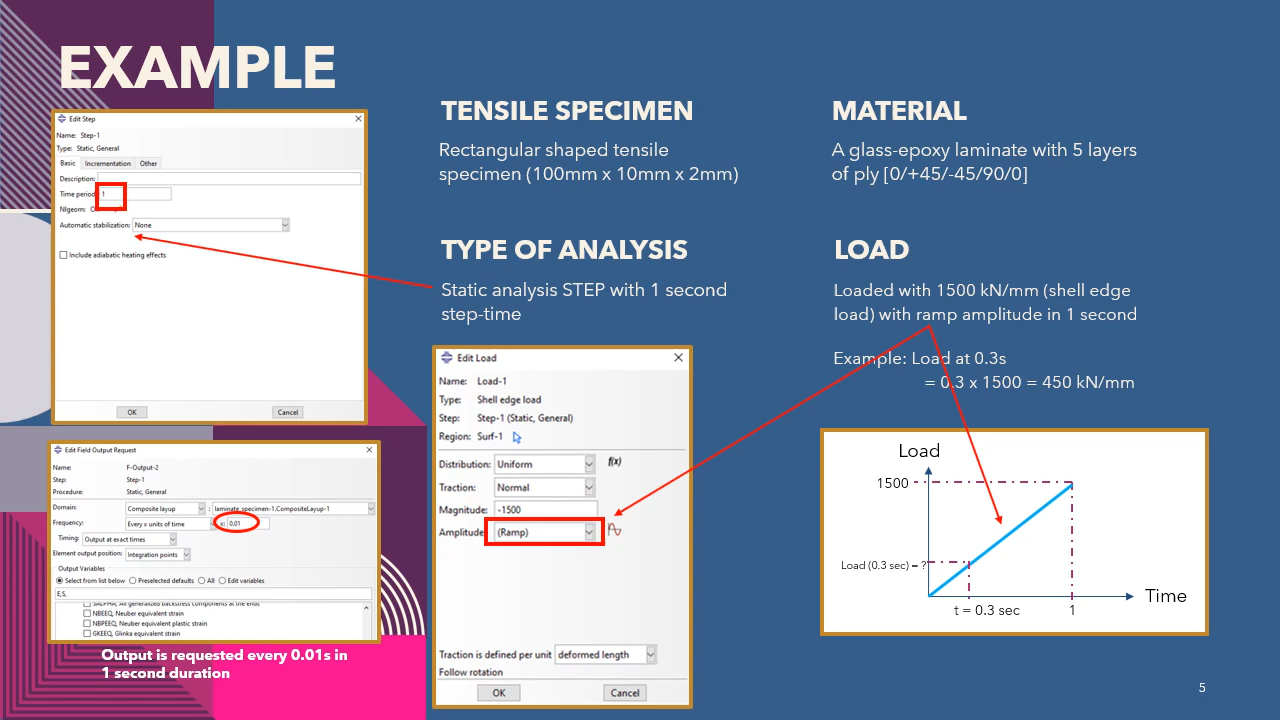 EXAMPLE
Edit Step
Name: Step-1
Type: Static, General
Basic Incrementation Other
Description:
Time period: 1
Nlgeom:
Automatic stabilization: None
Include adiabatic heating effects
OK Cancel
Edit Field Output Request
Name: F-Output-2
Step: Step-1
Procedure: Static, General
Domain: Composite layup : laminate_specimen-1.CompositeLayup-1
Frequency: Every x units of time x: 0.01
Timing: Output at exact times
Element output position: Integration points
Output Variables
Select from list below Preselected defaults All Edit variables
E,S,
SALPHA, All generalized backstress components at the ends
NBEEQ, Neuber equivalent strain
NBPEEQ, Neuber equivalent plastic strain
GKEEQ, Glinka equivalent strain
Output is requested every 0.01s in
1 second duration
TENSILE SPECIMEN
Rectangular shaped tensile
specimen (100mm x 10mm x 2mm)
MATERIAL
A glass-epoxy laminate with 5 layers
of ply [0/+45/-45/90/0]
TYPE OF ANALYSIS
Static analysis STEP with 1 second
step-time
LOAD
Loaded with 1500 kN/mm (shell edge
load) with ramp amplitude in 1 second
Example: Load at 0.3s
= 0.3 x 1500 = 450 kN/mm
Edit Load
Name: Load-1
Type: Shell edge load
Step: Step-1 (Static, General)
Region: Surf-1
Distribution: Uniform f(x)
Traction: Normal
Magnitude: -1500
Amplitude: (Ramp)
Traction is defined per unit deformed length
Follow rotation
OK Cancel
Load
1500
Load (0.3 sec) = ?
t = 0.3 sec
1
Time
5